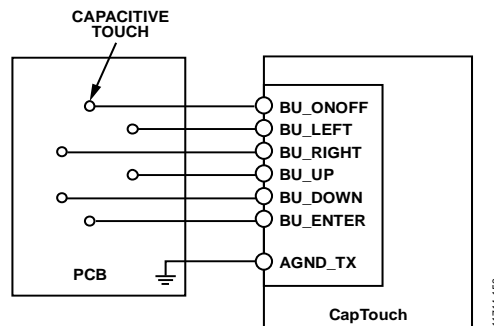 CAPACITIVE
TOUCH
BU_ONOFF
BU_LEFT
BU_RIGHT
BU_UP
BU_DOWN
BU_ENTER
AGND_TX
PCB
CapTouch